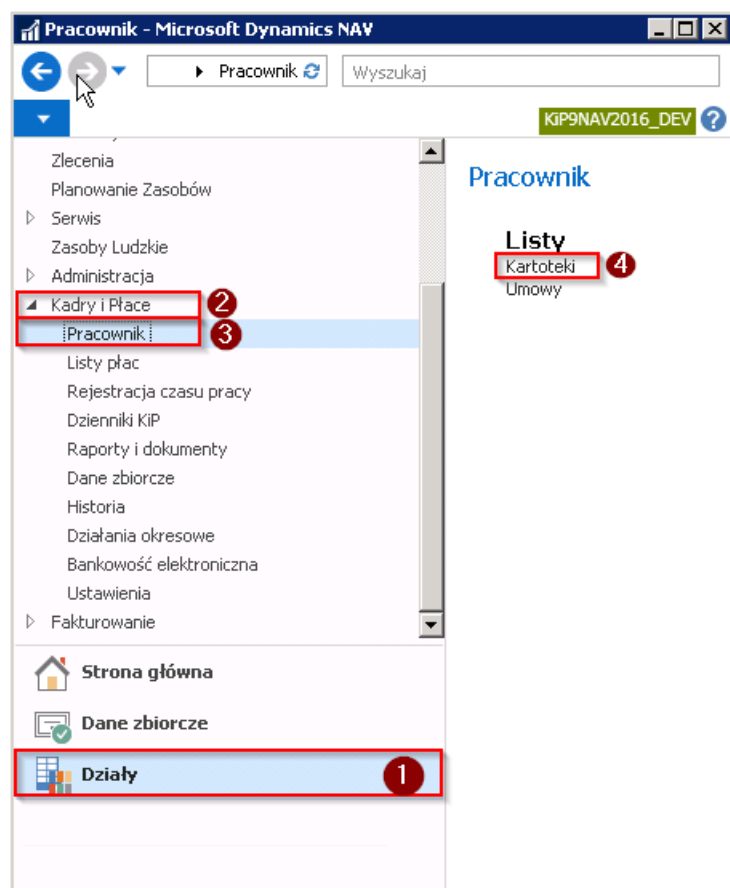 Pracownik - Microsoft Dynamics NAV
Pracownik
Wyszukaj
KiP9NAV2016_DEV
?
Zlecenia
Planowanie Zasobów
Serwis
Zasoby Ludzkie
Administracja
Kadry i Płace 2
Pracownik 3
Listy płac
Rejestracja czasu pracy
Dzienniki KiP
Raporty i dokumenty
Dane zbiorcze
Historia
Działania okresowe
Bankowość elektroniczna
Ustawienia
Fakturowanie
Strona główna
Dane zbiorcze
Działy 1
Pracownik
Listy
Kartoteki 4
Umowy